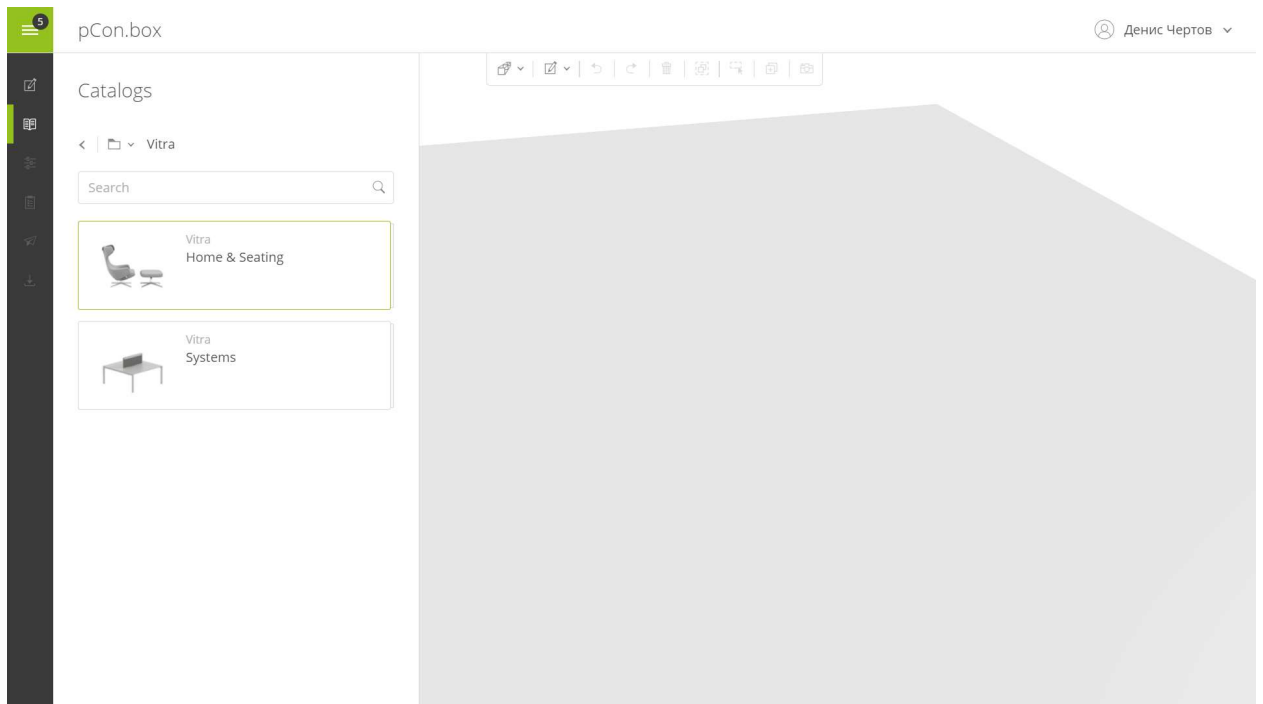 5
pCon.box
Денис Чертов
Catalogs
Vitra
Search
Vitra
Home & Seating
Vitra
Systems